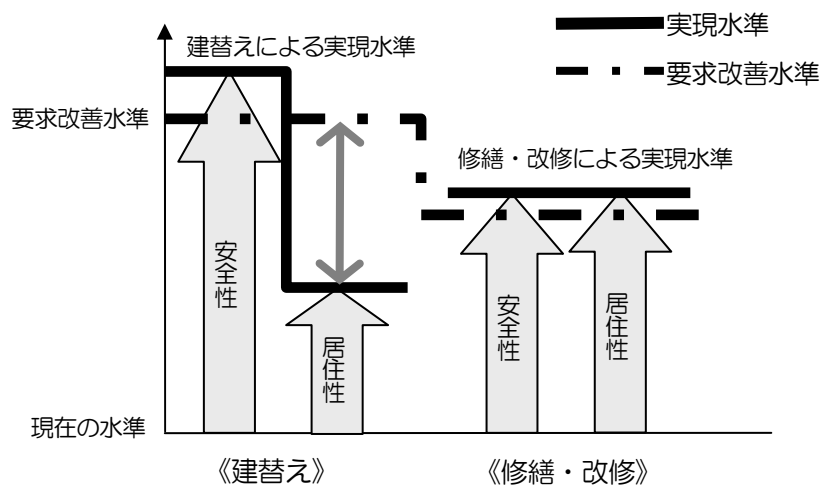 実現水準
要求改善水準
建替えによる実現水準
要求改善水準
修繕・改修による実現水準
安全性
居住性
安全性
居住性
現在の水準
《建替え》
《修繕・改修》